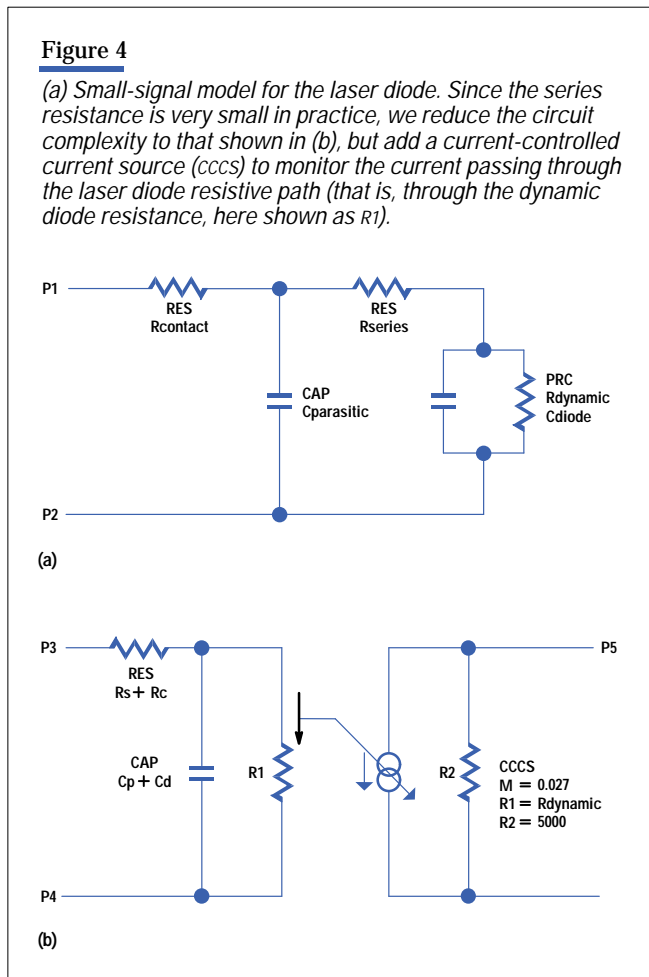 Figure 4
(a) Small-signal model for the laser diode. Since the series
resistance is very small in practice, we reduce the circuit
complexity to that shown in (b), but add a current-controlled
current source (CCCS) to monitor the current passing through
the laser diode resistive path (that is, through the dynamic
diode resistance, here shown as R1).
P1
RES
Rcontact
RES
Rseries
CAP
Cparasitic
PRC
Rdynamic
Cdiode
P2
(a)
P3
P5
RES
Rs+ Rc
CAP
Cp + Cd
R1
R2
CCCS
M = 0.027
R1 = Rdynamic
R2 = 5000
P4
(b)